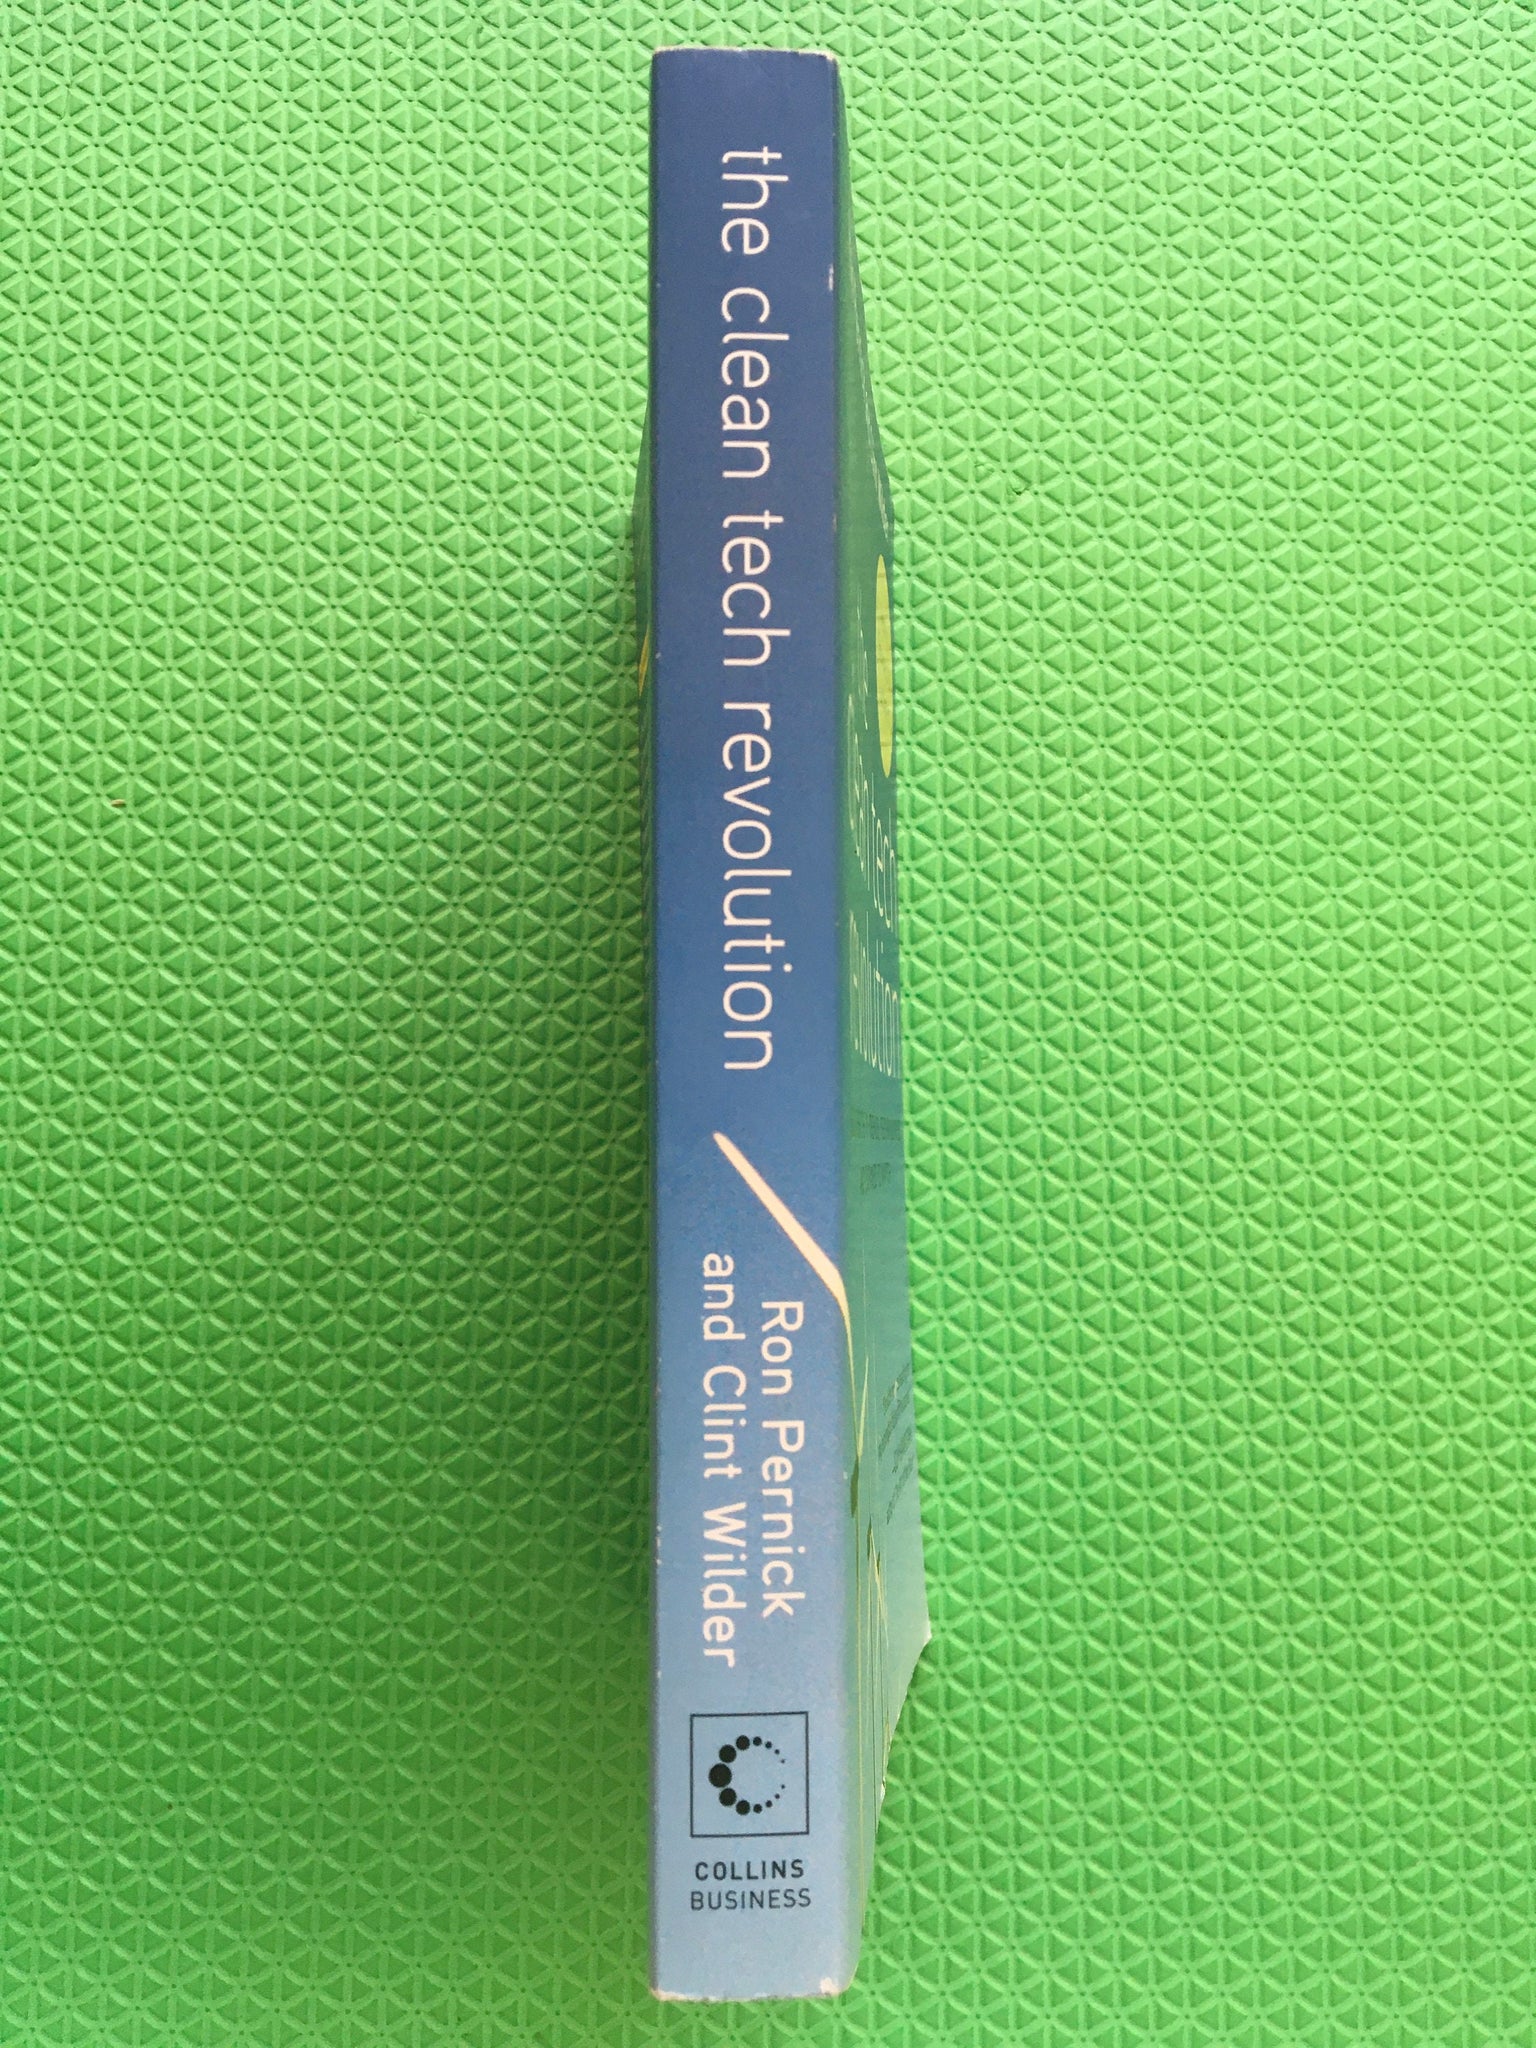 the clean tech revolution
Ron Pernick
and Clint Wilder
COLLINS
BUSINESS